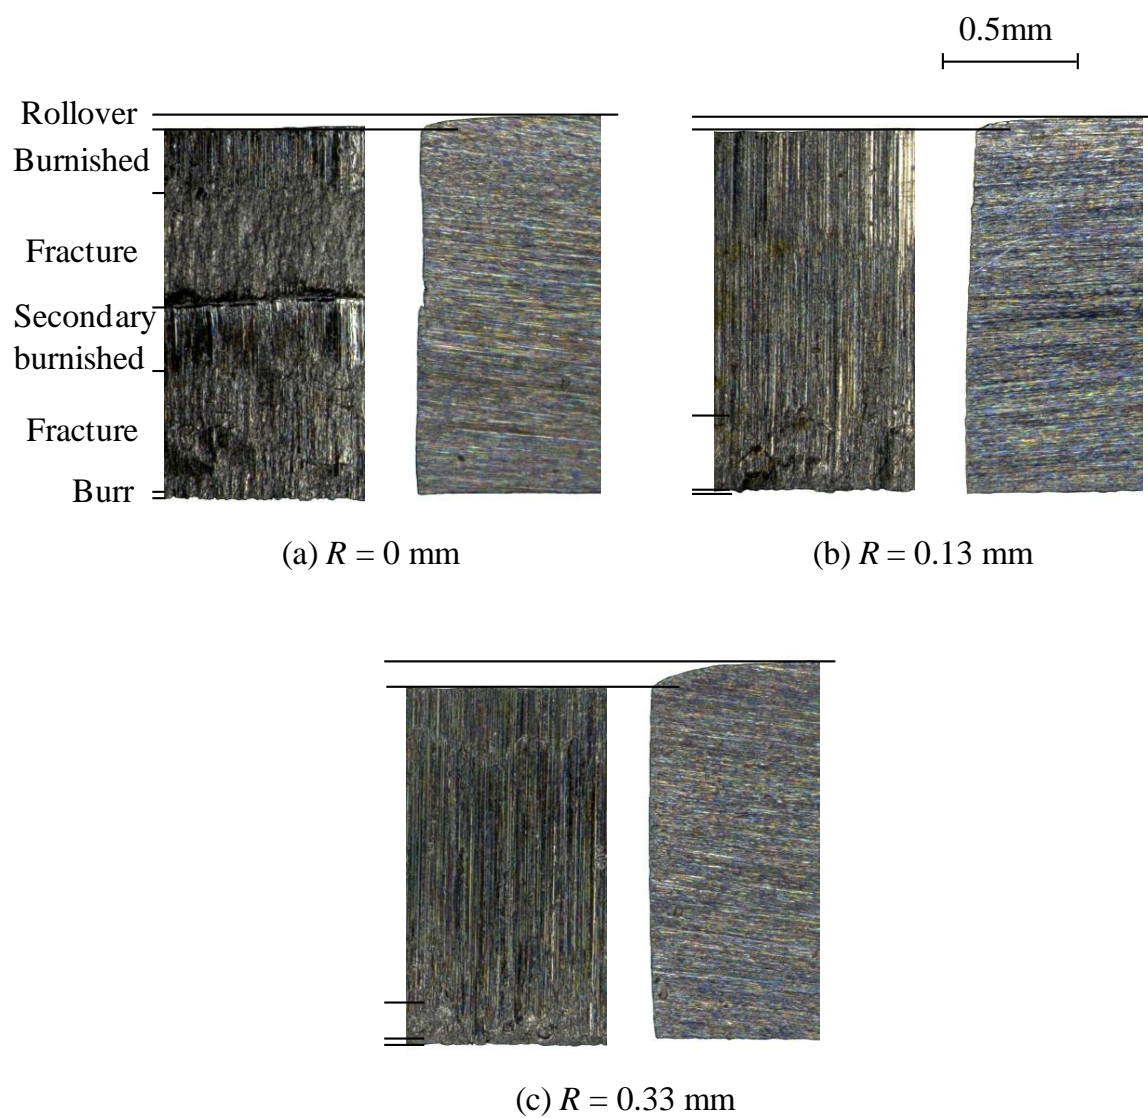 0.5mm
Rollover
Burnished
Fracture
Secondary
burnished
Fracture
Burr
(a) R = 0 mm
(b) R = 0.13 mm
(c) R = 0.33 mm